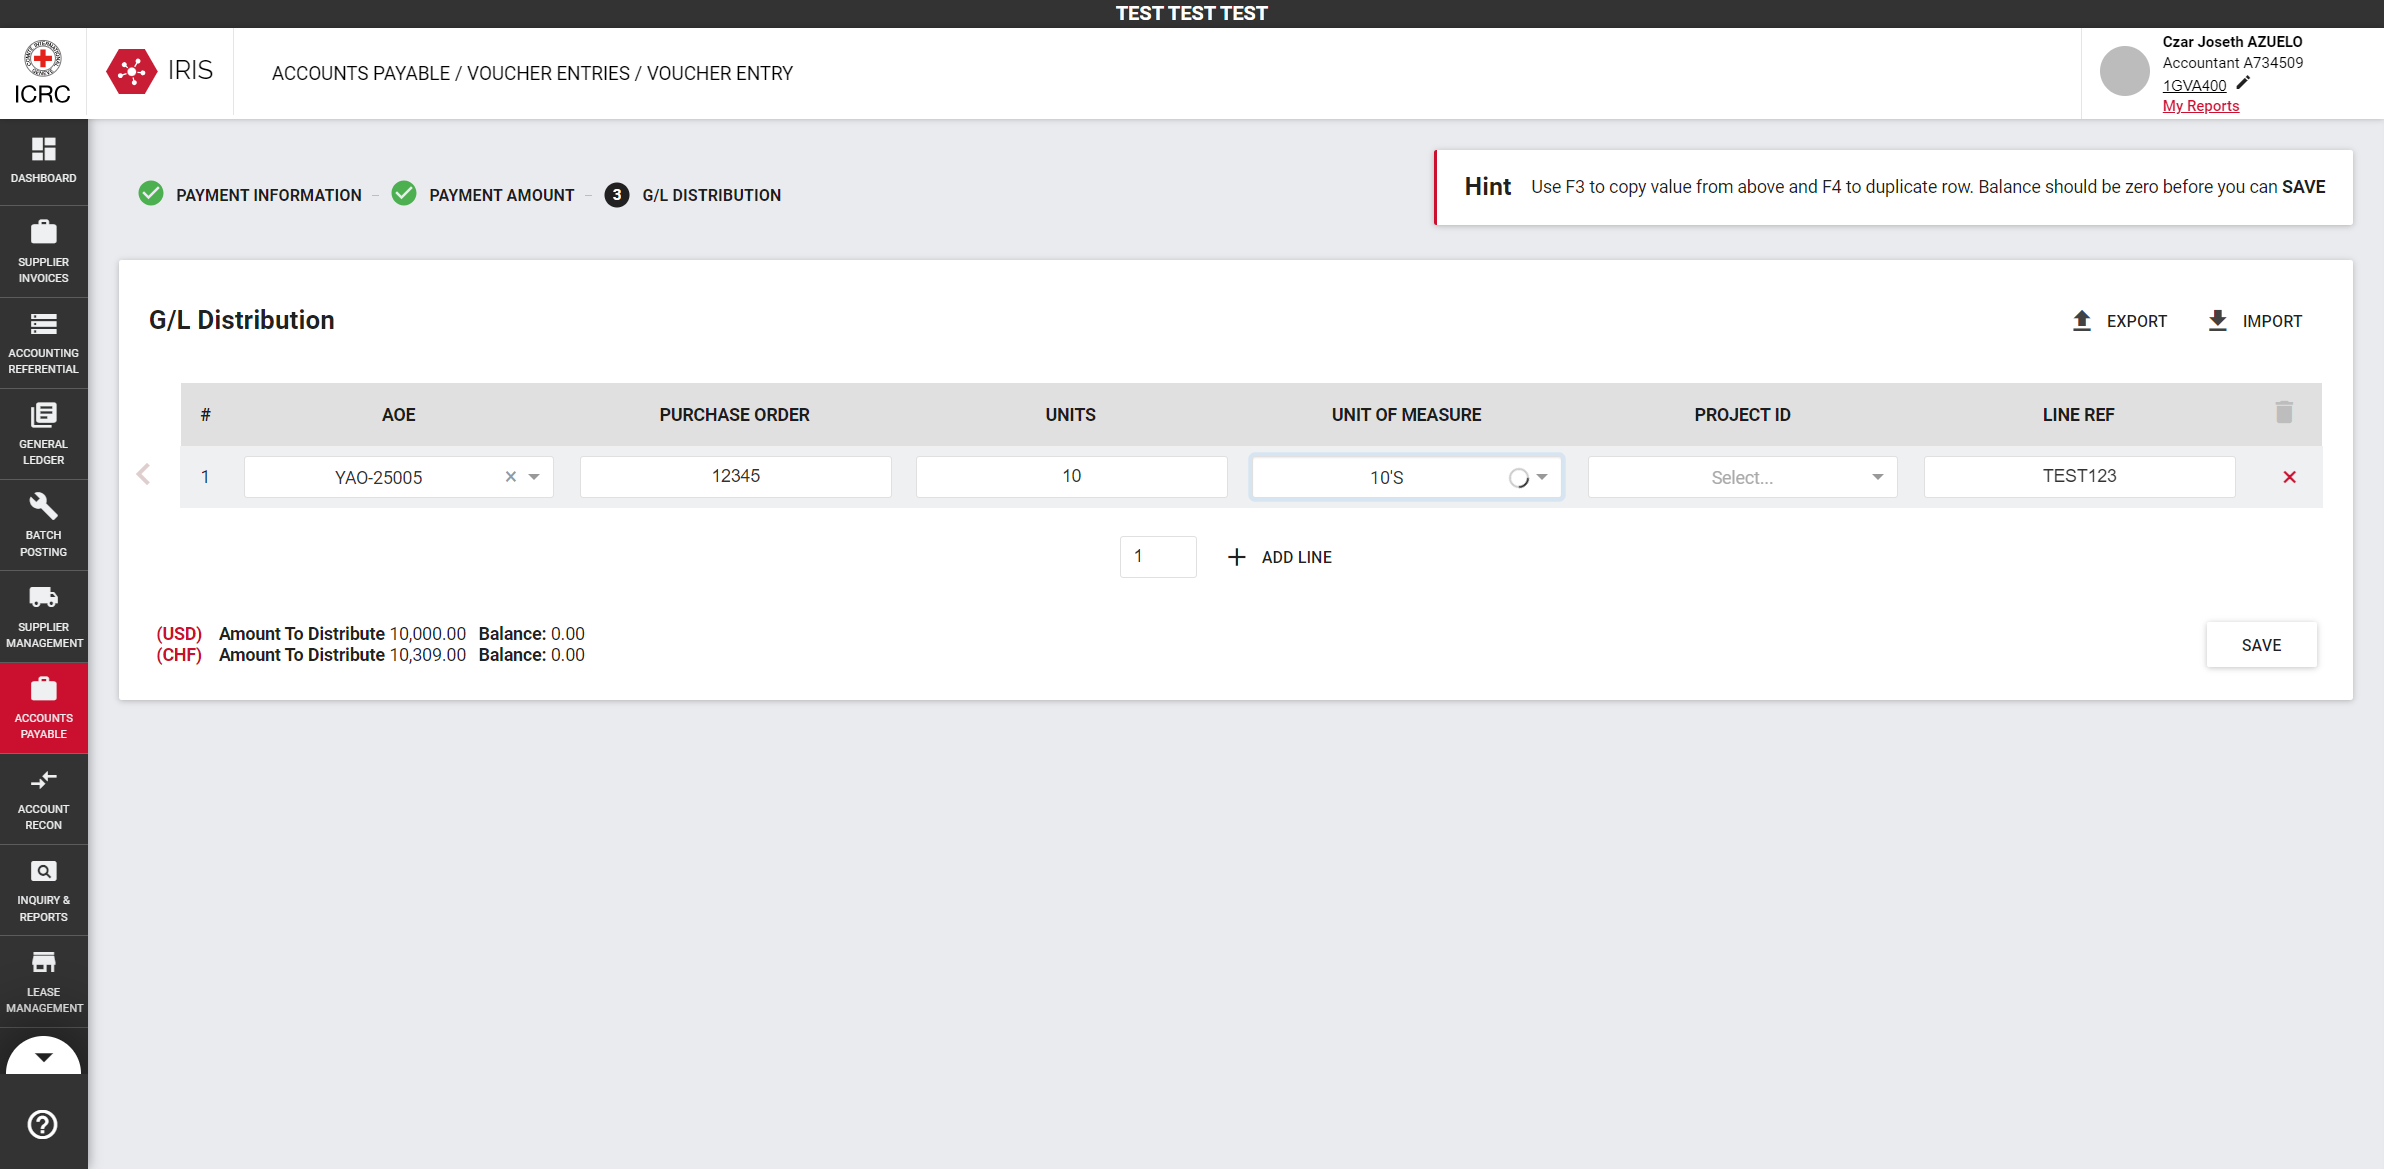 TEST TEST TEST
ICRC
IRIS
ACCOUNTS PAYABLE / VOUCHER ENTRIES / VOUCHER ENTRY
Czar Joseth AZUELO
Accountant A734509
1GVA400
My Reports
DASHBOARD
SUPPLIER
INVOICES
ACCOUNTING
REFERENTIAL
GENERAL
LEDGER
BATCH
POSTING
SUPPLIER
MANAGEMENT
ACCOUNTS
PAYABLE
ACCOUNT
RECON
INQUIRY &
REPORTS
LEASE
MANAGEMENT
PAYMENT INFORMATION – PAYMENT AMOUNT – 3 G/L DISTRIBUTION
Hint Use F3 to copy value from above and F4 to duplicate row. Balance should be zero before you can SAVE
G/L Distribution
EXPORT IMPORT
# AOE PURCHASE ORDER UNITS UNIT OF MEASURE PROJECT ID LINE REF
1 YAO-25005 12345 10 10'S Select... TEST123
1 ADD LINE
(USD) Amount To Distribute 10,000.00 Balance: 0.00
(CHF) Amount To Distribute 10,309.00 Balance: 0.00
SAVE